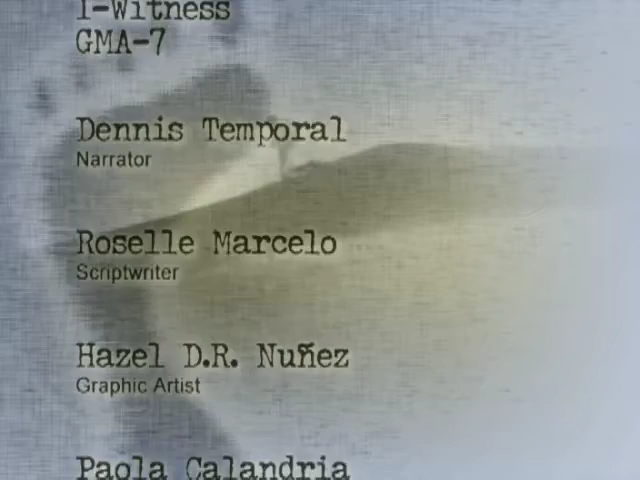 I-Witness
GMA-7
Dennis Temporal
Narrator
Roselle Marcelo
Scriptwriter
Hazel D.R. Nuñez
Graphic Artist
Paola Calandria